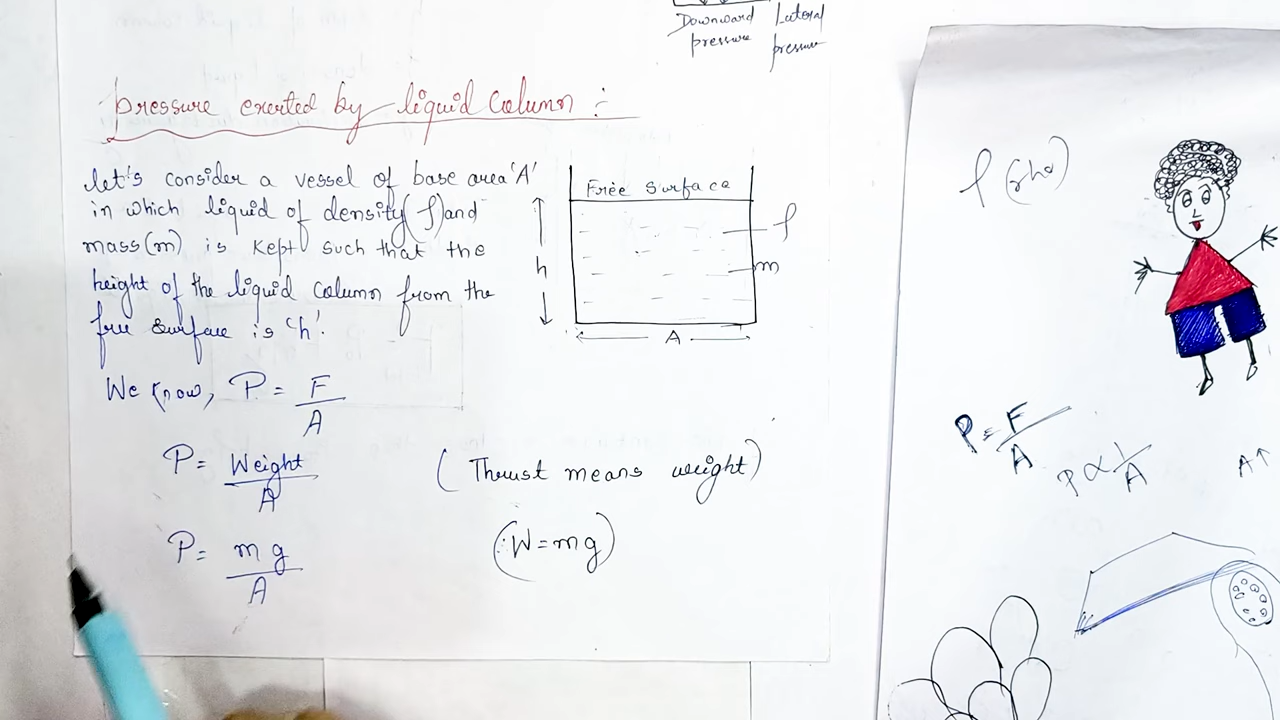 Downward Lateral
pressure pressure
Pressure exerted by liquid column :-
let's consider a vessel of base area 'A'
in which liquid of density (ρ) and
mass (m) is kept such that the
height of the liquid column from the
free surface is 'h'.
Free Surface
ρ
m
h
A
We know, P = F/A
P = Weight/A (Thrust means weight)
P = mg/A (∵ W = mg)
ρ (rho)
P = F/A
P ∝ 1/A
A↑